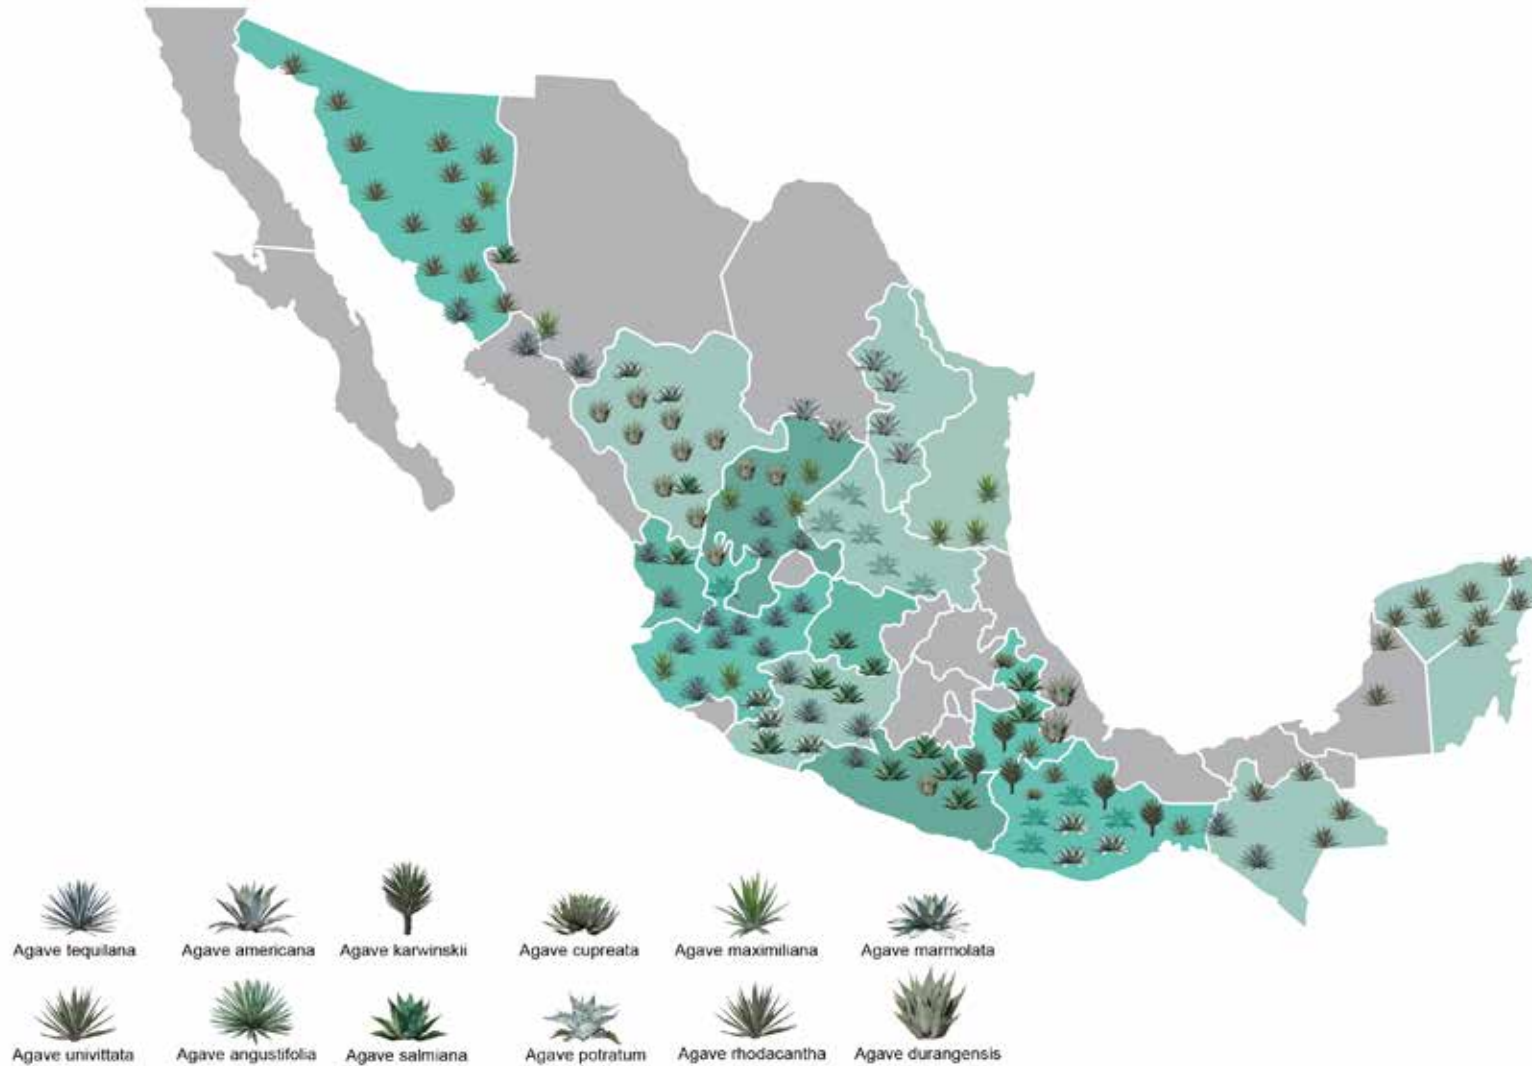 Agave tequilana
Agave americana
Agave karwinskii
Agave cupreata
Agave maximiliana
Agave marmolata
Agave univittata
Agave angustifolia
Agave salmiana
Agave potratum
Agave rhodacantha
Agave durangensis